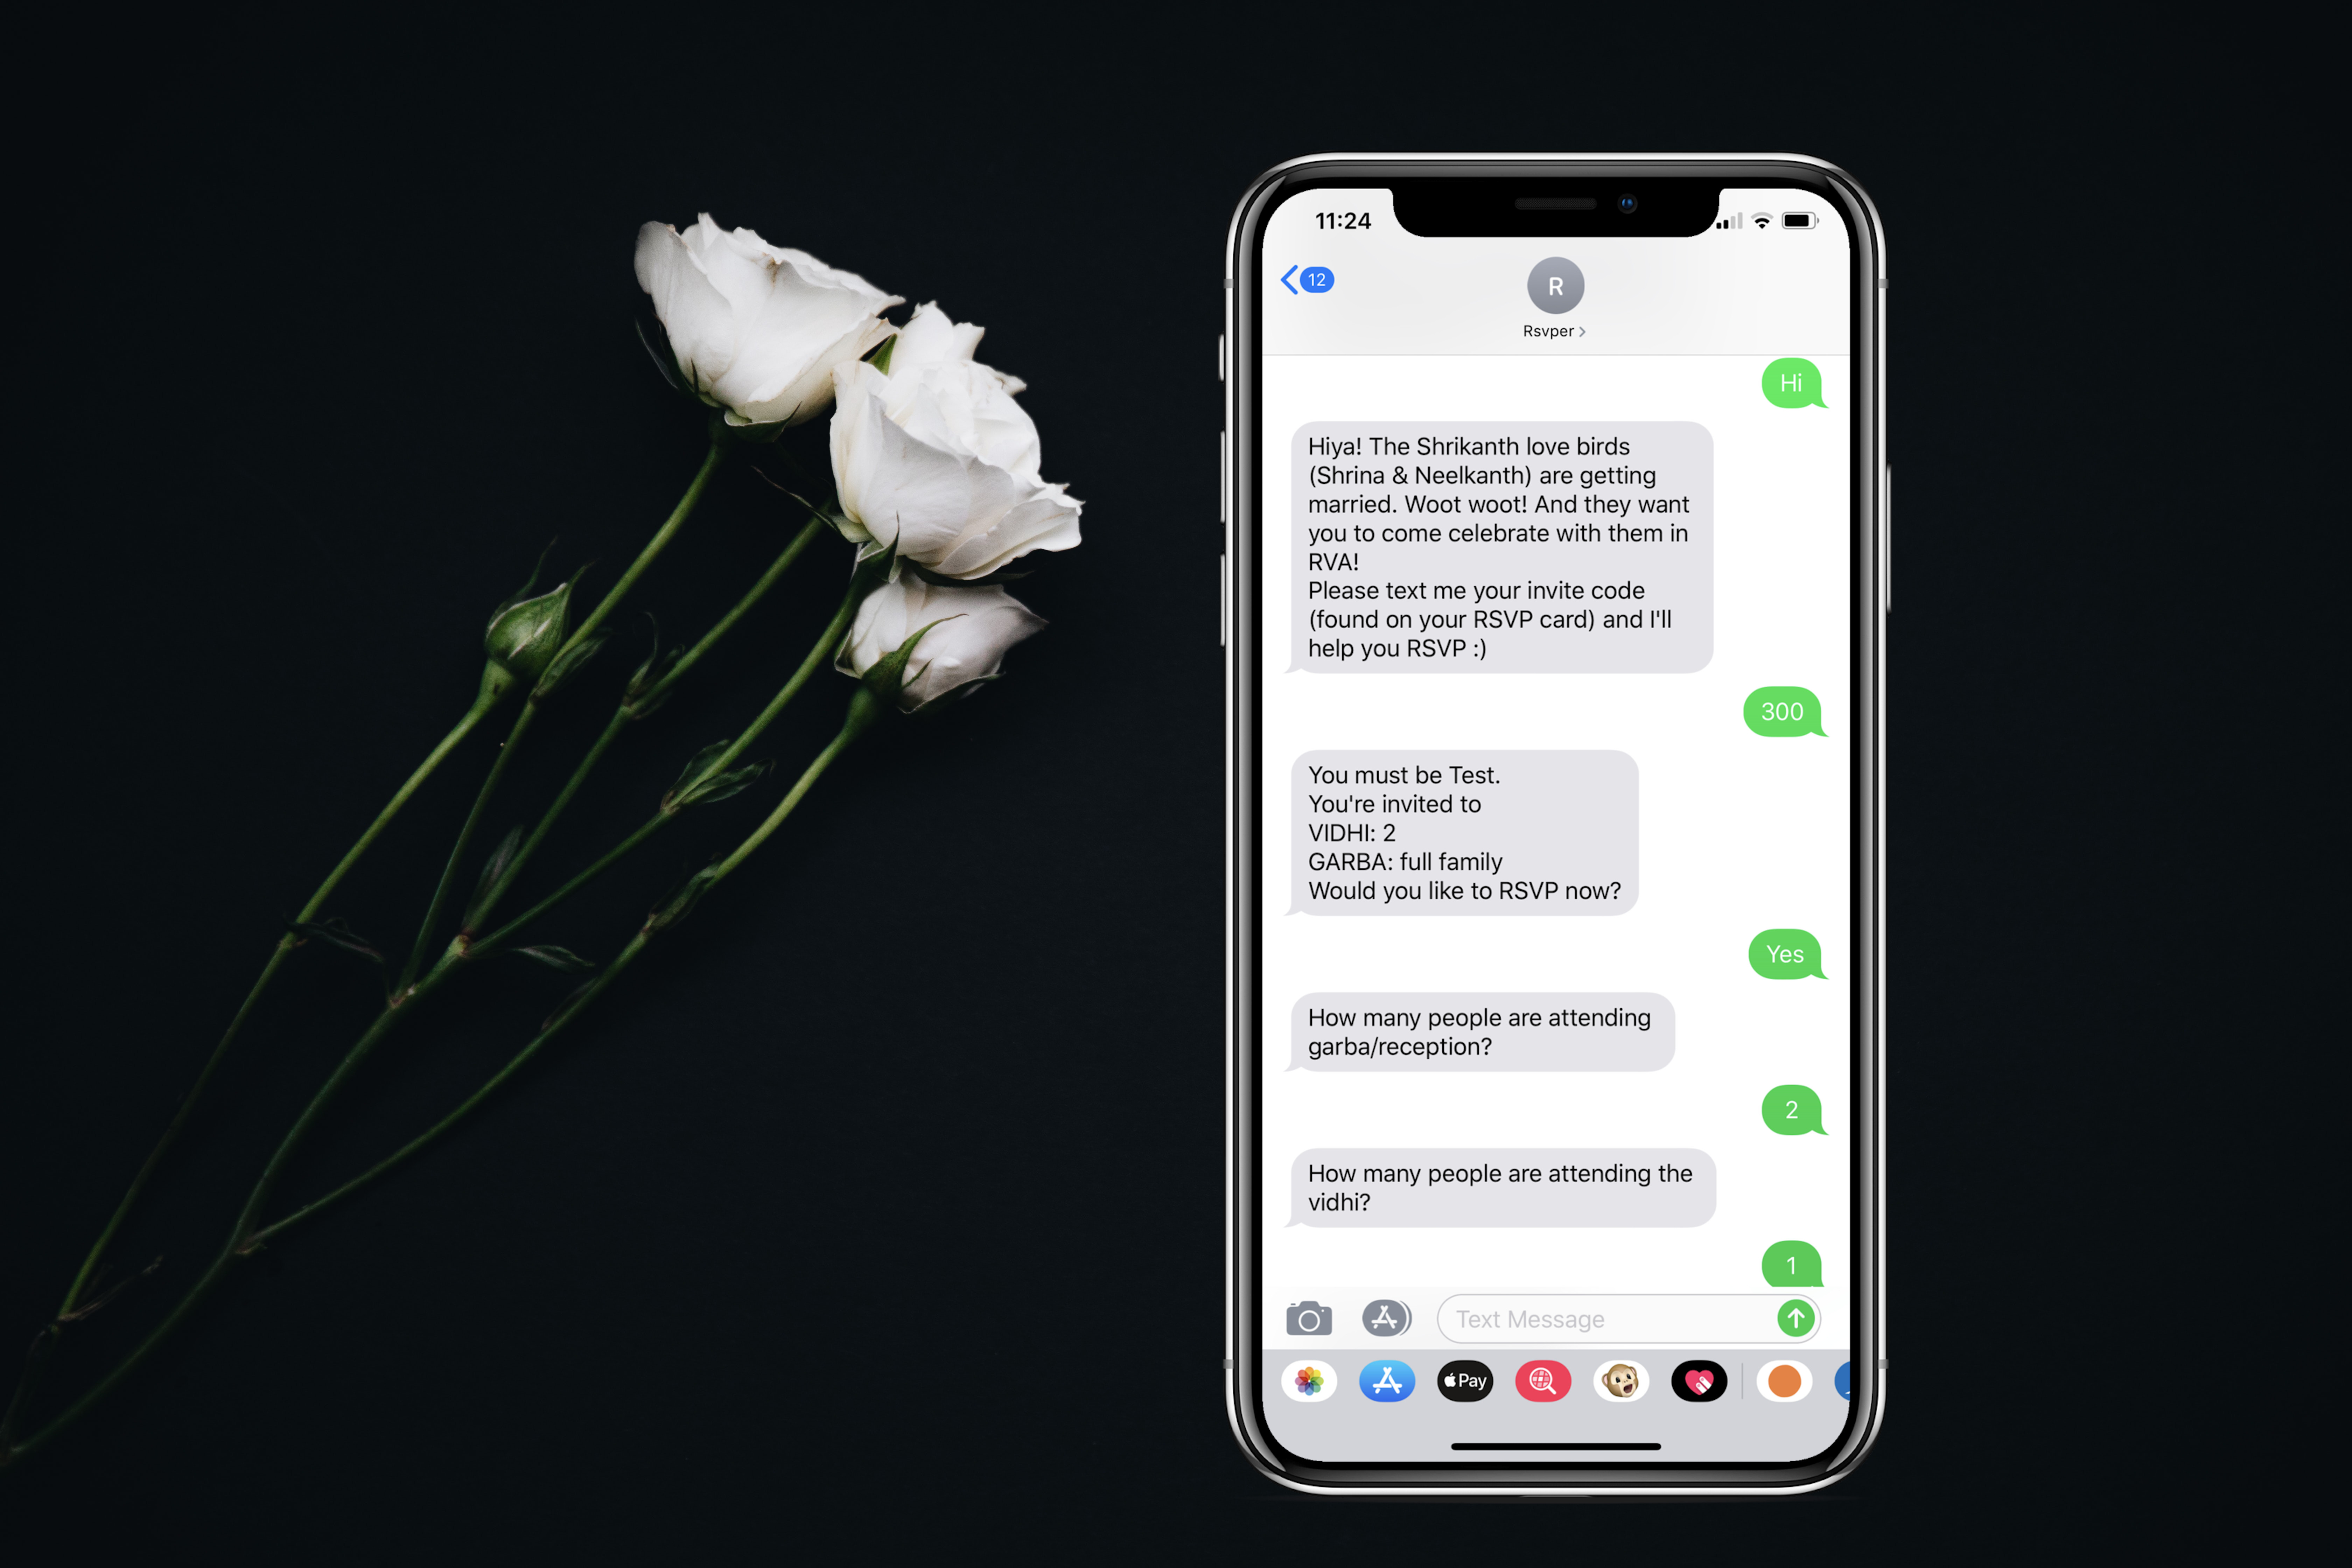 11:24
12
R
Rsvper
Hi
Hiya! The Shrikanth love birds
(Shrina & Neelkanth) are getting
married. Woot woot! And they want
you to come celebrate with them in
RVA!
Please text me your invite code
(found on your RSVP card) and I'll
help you RSVP :)
300
You must be Test.
You're invited to
VIDHI: 2
GARBA: full family
Would you like to RSVP now?
Yes
How many people are attending
garba/reception?
2
How many people are attending the
vidhi?
1
Text Message
Pay